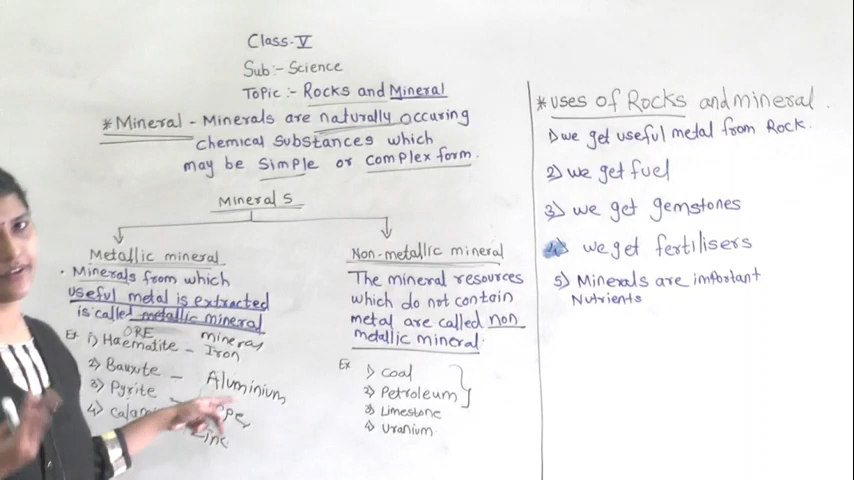 Class-V
Sub:- Science
Topic :- Rocks and Mineral
* Mineral - Minerals are naturally occuring
chemical substances which
may be simple or complex form.
Minerals
Metallic mineral
• Minerals from which
useful metal is extracted
is called metallic mineral
ORE mineral
Ex i) Haematite - Iron
2) Bauxite - Aluminium
3) Pyrite -
4)
Non-metallic mineral
The mineral resources
which do not contain
metal are called non
metallic mineral.
Ex 1) Coal
2) Petroleum
3) Limestone
4) Uranium
* uses of Rocks and mineral.
1) we get useful metal from Rock.
2) we get fuel
3) we get gemstones
4) we get fertilisers
5) Minerals are important
Nutrients